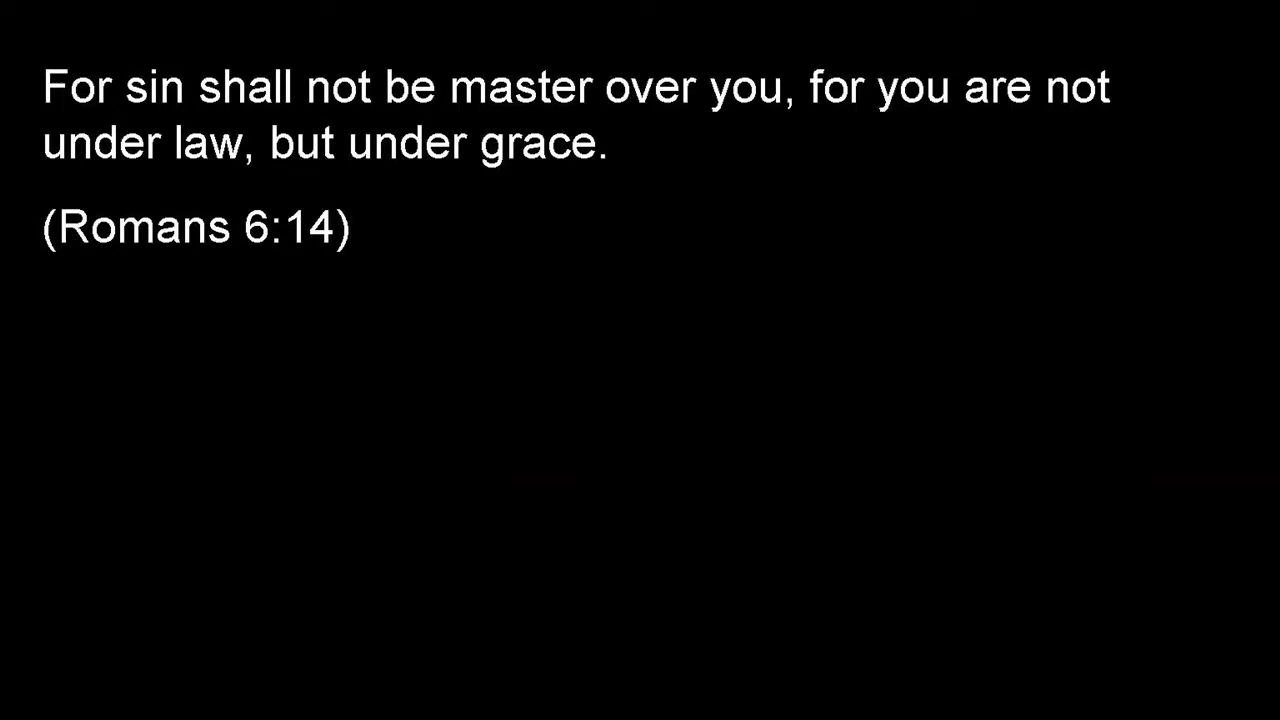 For sin shall not be master over you, for you are not
under law, but under grace.
(Romans 6:14)